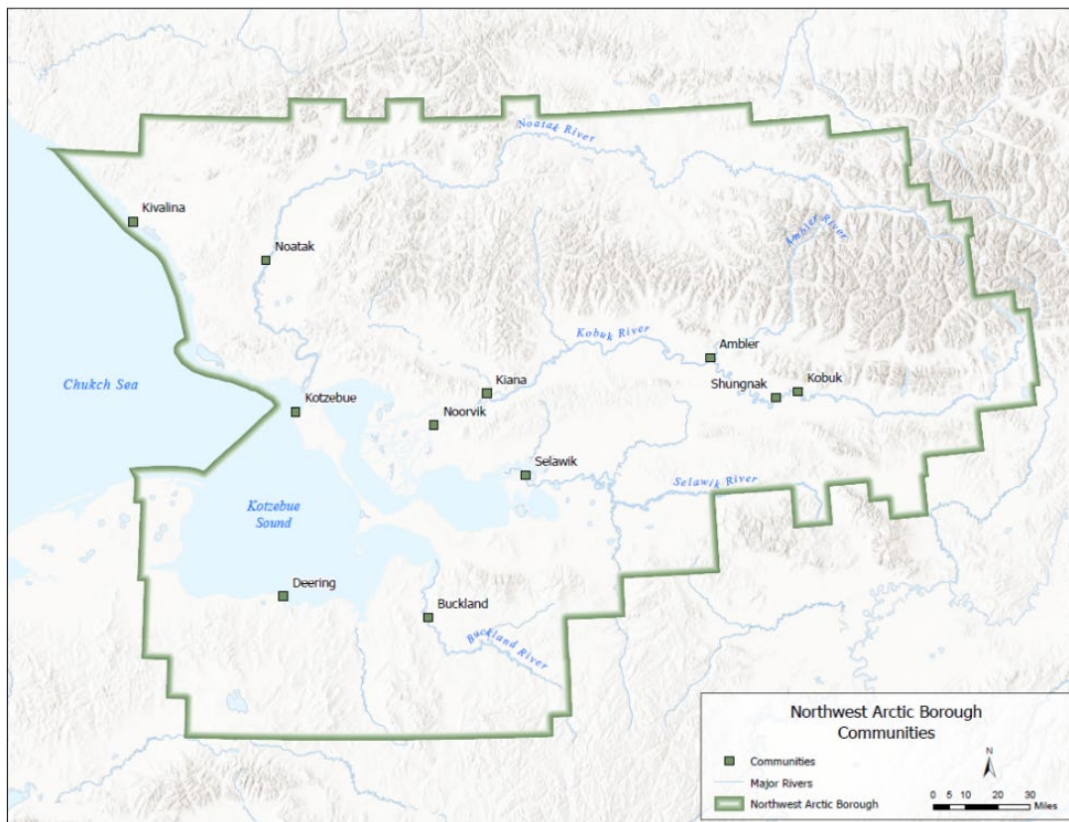 Noatak River
Kivalina
Ambler River
Noatak
Kobuk River
Ambler
Chukch Sea
Kiana
Shungnak
Kobuk
Kotzebue
Noorvik
Selawik
Selawik River
Kotzebue
Sound
Deering
Buckland
Buckland River
Northwest Arctic Borough
Communities
Communities
Major Rivers
Northwest Arctic Borough
N
0 5 10 20 30
Miles